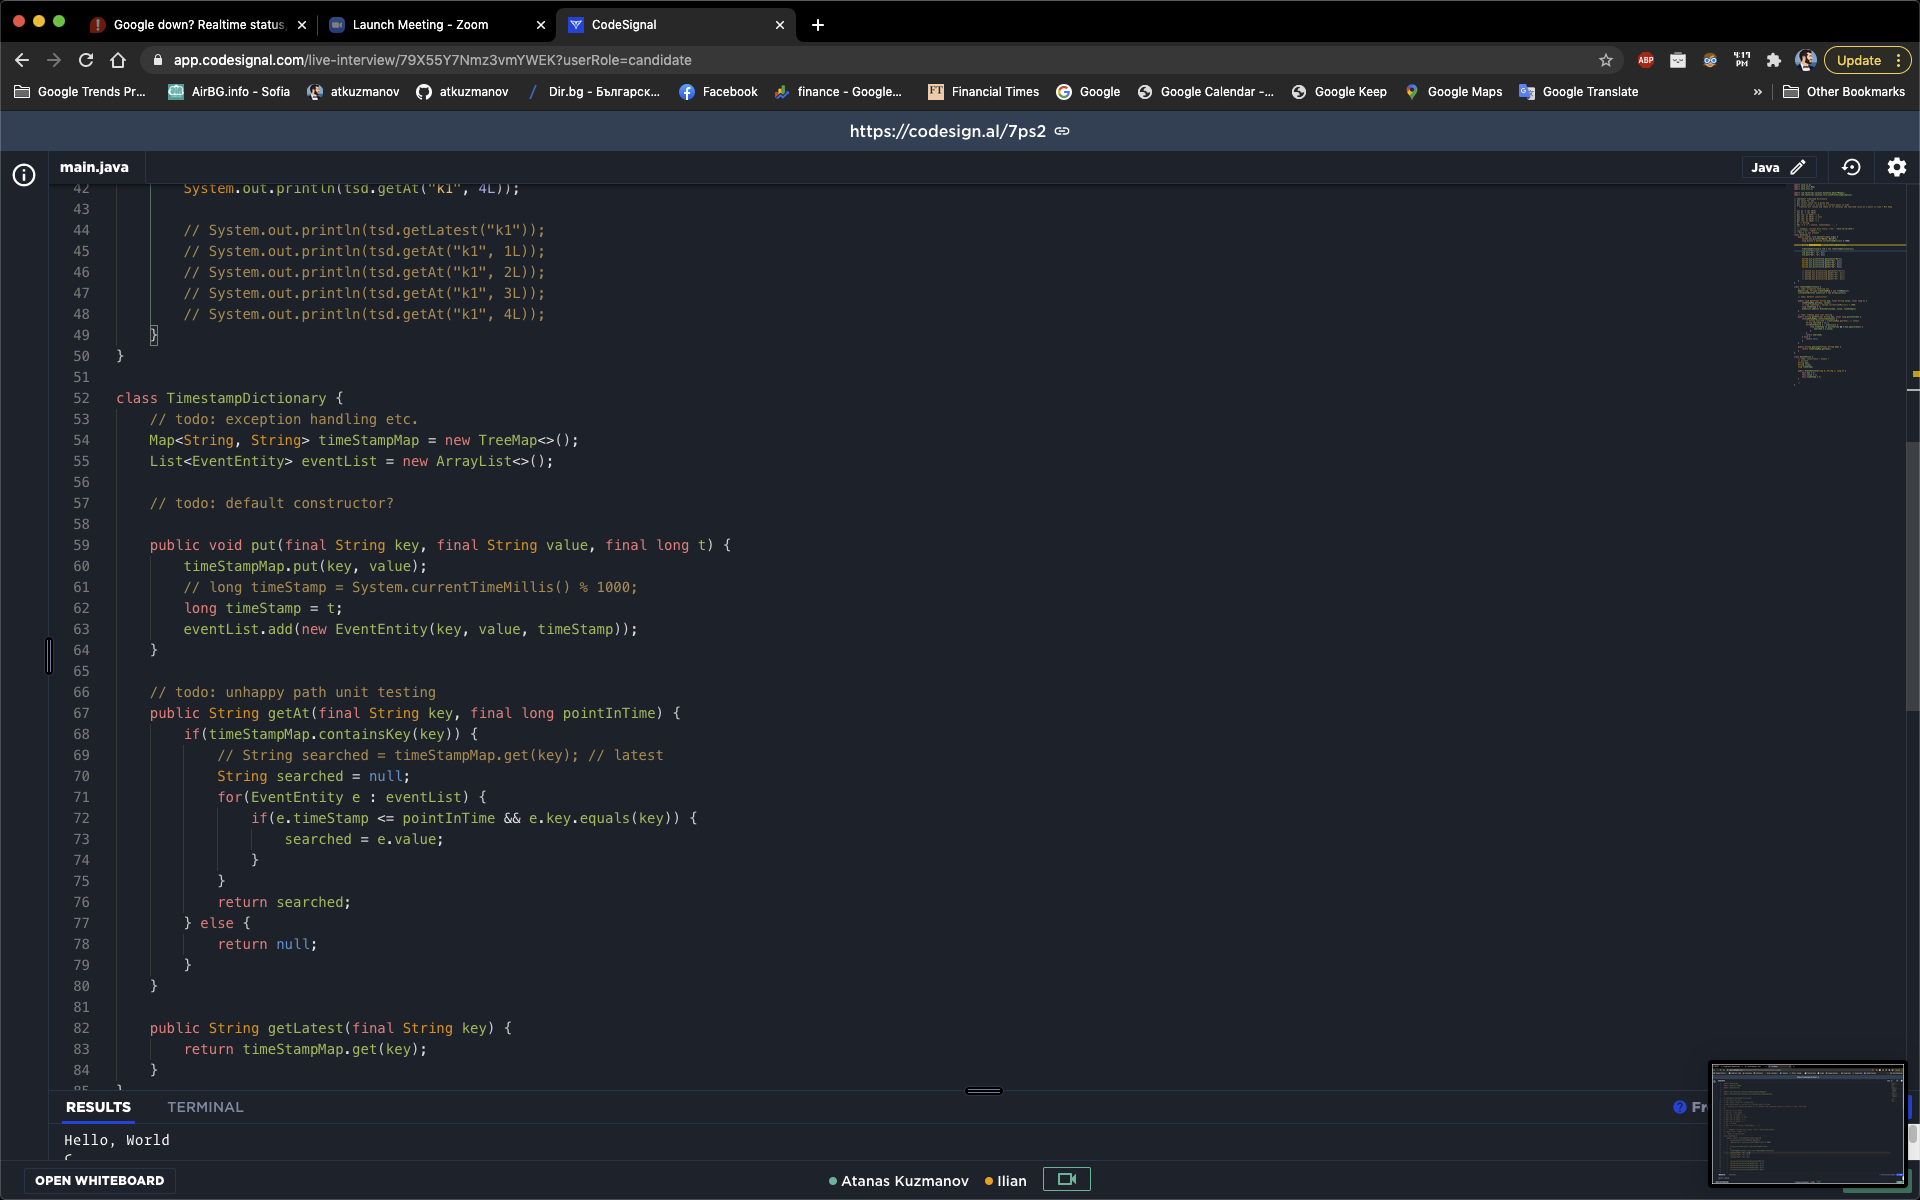 Google down? Realtime status,
Launch Meeting - Zoom
CodeSignal
app.codesignal.com/live-interview/79X55Y7Nmz3vmYWEK?userRole=candidate
ABP
4:17 PM
Update
Google Trends Pr...
AirBG.info - Sofia
atkuzmanov
atkuzmanov
Dir.bg - Българск...
Facebook
finance - Google...
FT Financial Times
Google
Google Calendar -...
Google Keep
Google Maps
Google Translate
»
Other Bookmarks
https://codesign.al/7ps2
main.java
Java
42 System.out.println(tsd.getAt("k1", 4L));
43
44 // System.out.println(tsd.getLatest("k1"));
45 // System.out.println(tsd.getAt("k1", 1L));
46 // System.out.println(tsd.getAt("k1", 2L));
47 // System.out.println(tsd.getAt("k1", 3L));
48 // System.out.println(tsd.getAt("k1", 4L));
49 }
50 }
51
52 class TimestampDictionary {
53 // todo: exception handling etc.
54 Map<String, String> timeStampMap = new TreeMap<>();
55 List<EventEntity> eventList = new ArrayList<>();
56
57 // todo: default constructor?
58
59 public void put(final String key, final String value, final long t) {
60 timeStampMap.put(key, value);
61 // long timeStamp = System.currentTimeMillis() % 1000;
62 long timeStamp = t;
63 eventList.add(new EventEntity(key, value, timeStamp));
64 }
65
66 // todo: unhappy path unit testing
67 public String getAt(final String key, final long pointInTime) {
68 if(timeStampMap.containsKey(key)) {
69 // String searched = timeStampMap.get(key); // latest
70 String searched = null;
71 for(EventEntity e : eventList) {
72 if(e.timeStamp <= pointInTime && e.key.equals(key)) {
73 searched = e.value;
74 }
75 }
76 return searched;
77 } else {
78 return null;
79 }
80 }
81
82 public String getLatest(final String key) {
83 return timeStampMap.get(key);
84 }
85 }
RESULTS
TERMINAL
Fr
Hello, World
OPEN WHITEBOARD
Atanas Kuzmanov
Ilian